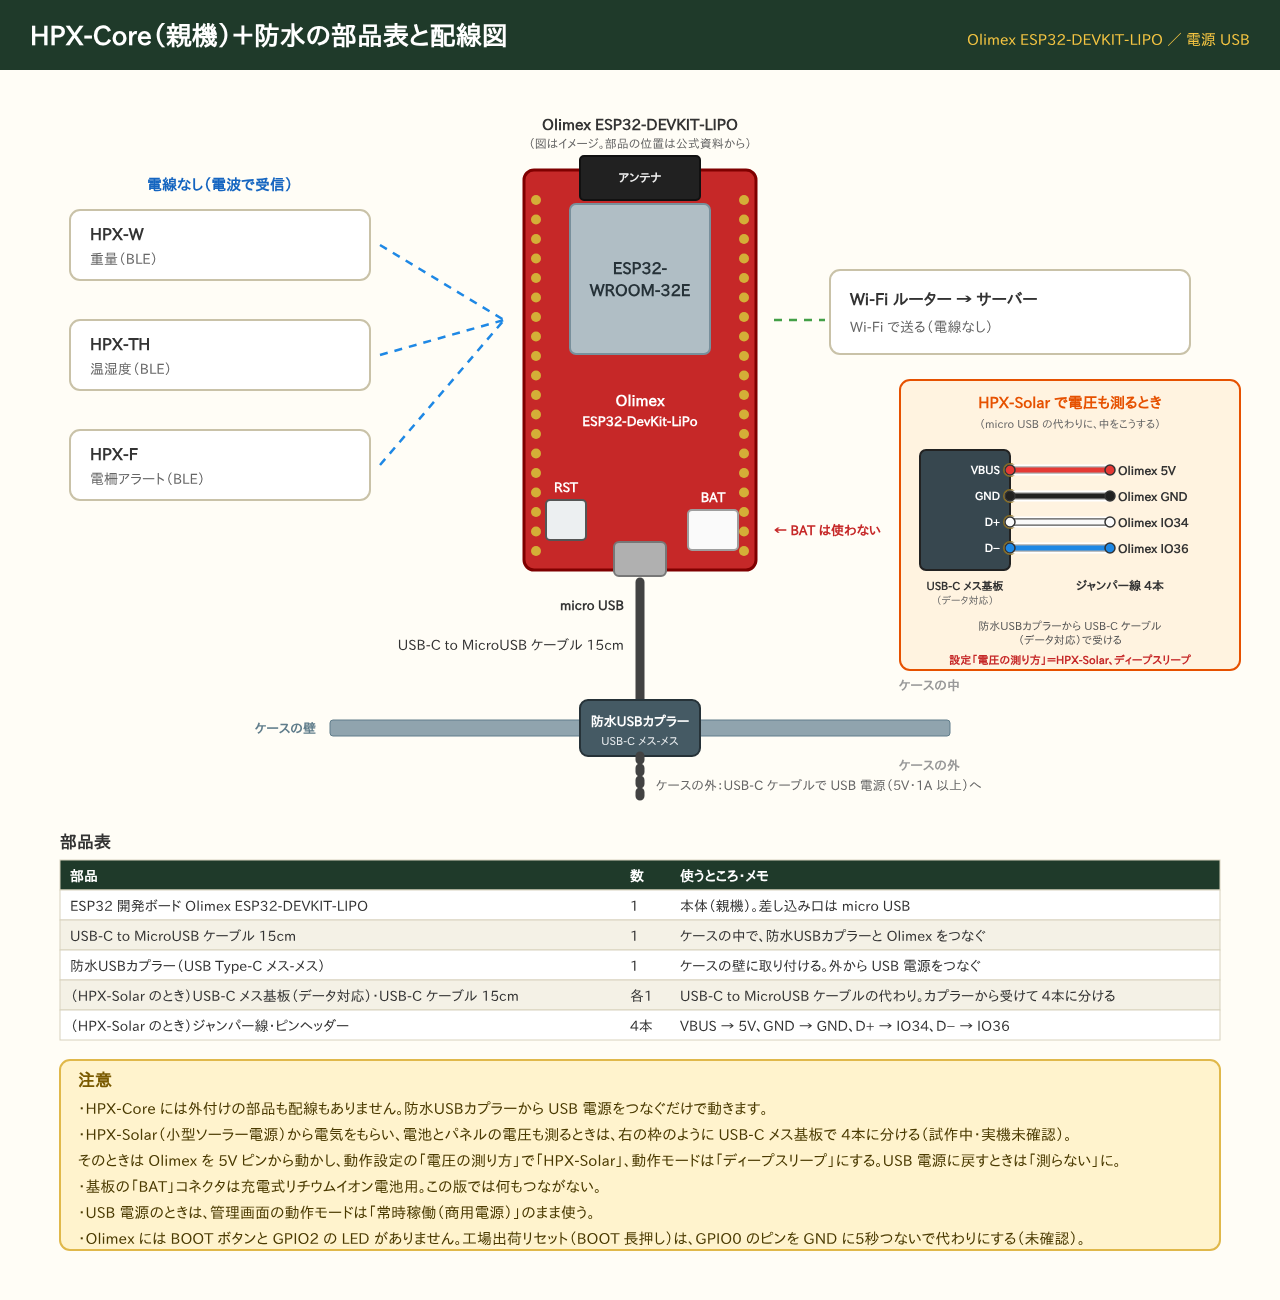 HPX-Core（親機）＋防水の部品表と配線図
Olimex ESP32-DEVKIT-LIPO ／ 電源 USB
Olimex ESP32-DEVKIT-LIPO
（図はイメージ。部品の位置は公式資料から）
アンテナ
ESP32-
WROOM-32E
Olimex
ESP32-DevKit-LiPo
RST
BAT
電線なし（電波で受信）
HPX-W
重量（BLE）
HPX-TH
温湿度（BLE）
HPX-F
電柵アラート（BLE）
Wi-Fi ルーター → サーバー
Wi-Fi で送る（電線なし）
← BAT は使わない
HPX-Solar で電圧も測るとき
（micro USB の代わりに、中をこうする）
VBUS
Olimex 5V
GND
Olimex GND
D+
Olimex IO34
D−
Olimex IO36
USB-C メス基板
（データ対応）
ジャンパー線 4本
防水USBカプラーから USB-C ケーブル
（データ対応）で受ける
設定「電圧の測り方」＝HPX-Solar、ディープスリープ
micro USB
USB-C to MicroUSB ケーブル 15cm
ケースの中
ケースの壁
防水USBカプラー
USB-C メス-メス
ケースの外
ケースの外：USB-C ケーブルで USB 電源（5V・1A 以上）へ
部品表
部品 数 使うところ・メモ
ESP32 開発ボード Olimex ESP32-DEVKIT-LIPO 1 本体（親機）。差し込み口は micro USB
USB-C to MicroUSB ケーブル 15cm 1 ケースの中で、防水USBカプラーと Olimex をつなぐ
防水USBカプラー（USB Type-C メス-メス） 1 ケースの壁に取り付ける。外から USB 電源をつなぐ
（HPX-Solar のとき）USB-C メス基板（データ対応）・USB-C ケーブル 15cm 各1 USB-C to MicroUSB ケーブルの代わり。カプラーから受けて 4本に分ける
（HPX-Solar のとき）ジャンパー線・ピンヘッダー 4本 VBUS → 5V、GND → GND、D+ → IO34、D− → IO36
注意
・HPX-Core には外付けの部品も配線もありません。防水USBカプラーから USB 電源をつなぐだけで動きます。
・HPX-Solar（小型ソーラー電源）から電気をもらい、電池とパネルの電圧も測るときは、右の枠のように USB-C メス基板で 4本に分ける（試作中・実機未確認）。
そのときは Olimex を 5V ピンから動かし、動作設定の「電圧の測り方」で「HPX-Solar」、動作モードは「ディープスリープ」にする。USB 電源に戻すときは「測らない」に。
・基板の「BAT」コネクタは充電式リチウムイオン電池用。この版では何もつながない。
・USB 電源のときは、管理画面の動作モードは「常時稼働（商用電源）」のまま使う。
・Olimex には BOOT ボタンと GPIO2 の LED がありません。工場出荷リセット（BOOT 長押し）は、GPIO0 のピンを GND に5秒つないで代わりにする（未確認）。